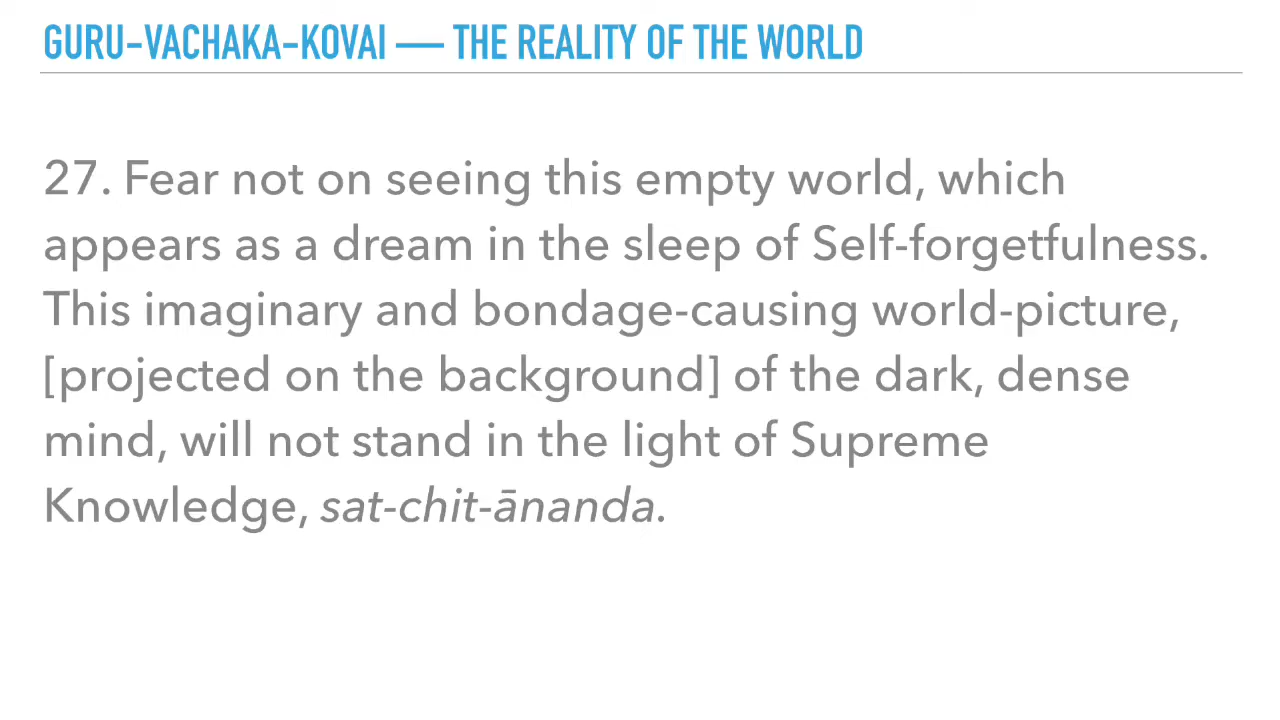 GURU-VACHAKA-KOVAI — THE REALITY OF THE WORLD
27. Fear not on seeing this empty world, which
appears as a dream in the sleep of Self-forgetfulness.
This imaginary and bondage-causing world-picture,
[projected on the background] of the dark, dense
mind, will not stand in the light of Supreme
Knowledge, sat-chit-ānanda.